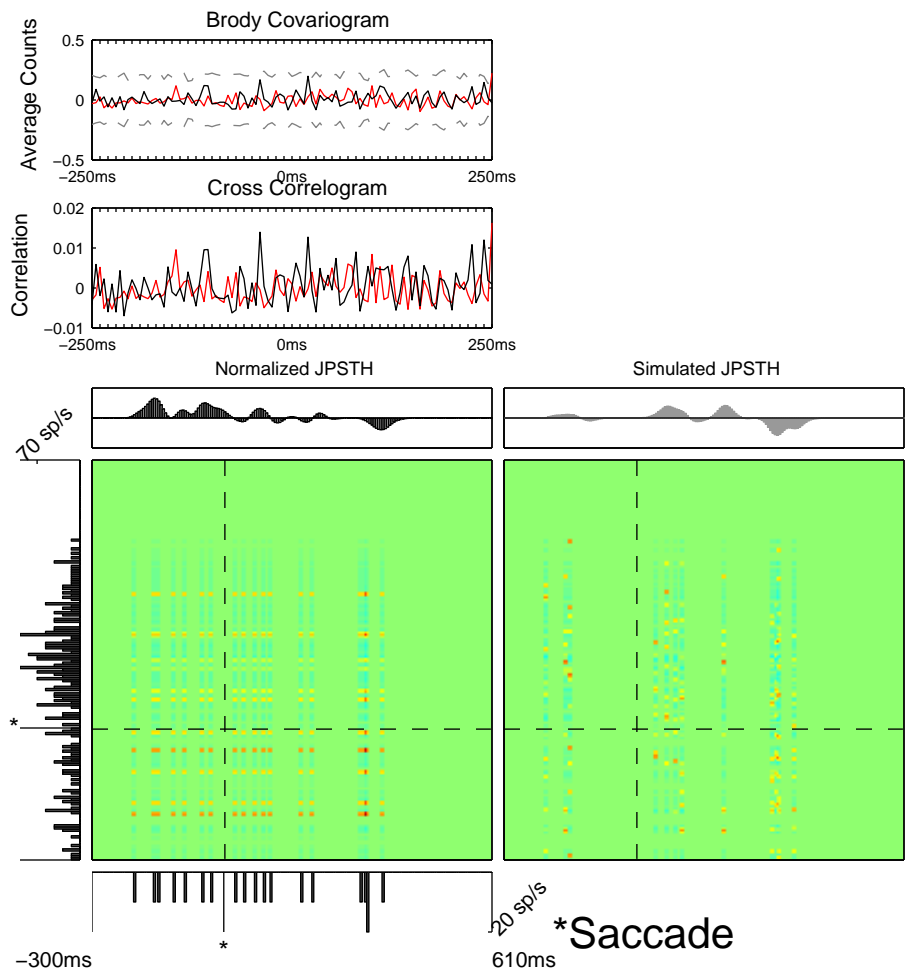 Brody Covariogram
Average Counts
0.5
0
−0.5
−250ms
0ms
250ms
Cross Correlogram
Correlation
0.02
0.01
0
−0.01
−250ms
0ms
250ms
Normalized JPSTH
Simulated JPSTH
70 sp/s
*
*
20 sp/s
*Saccade
−300ms
610ms